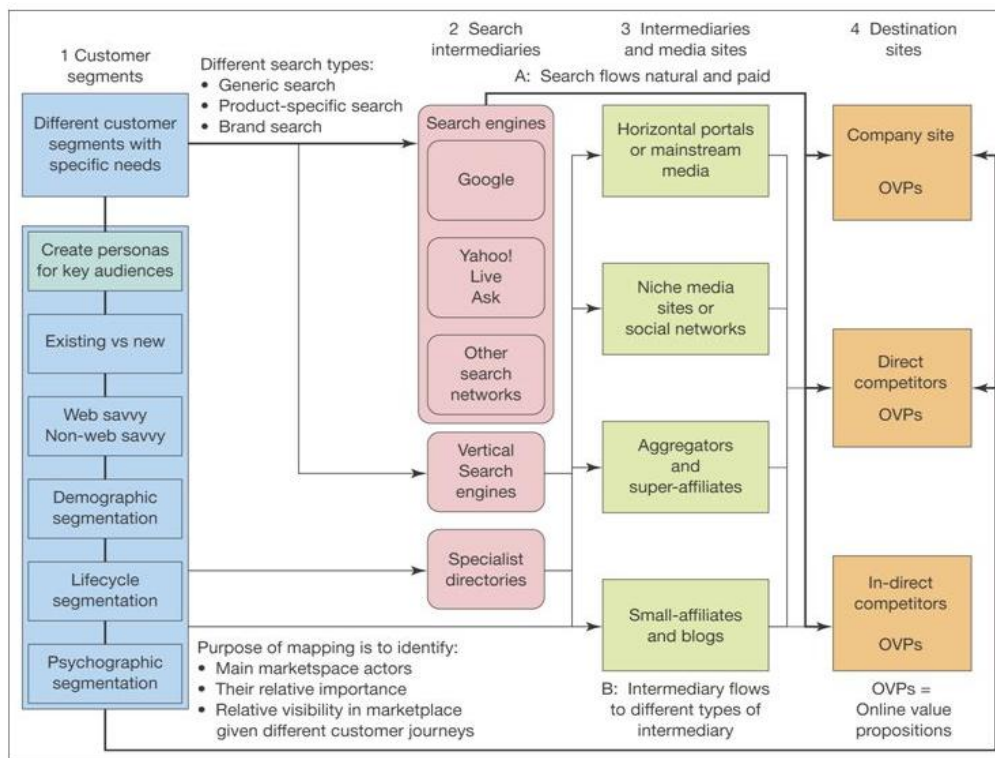 1 Customer
segments
Different search types:
• Generic search
• Product-specific search
• Brand search
2 Search
intermediaries
3 Intermediaries
and media sites
4 Destination
sites
A: Search flows natural and paid
Different customer
segments with
specific needs
Create personas
for key audiences
Existing vs new
Web savvy
Non-web savvy
Demographic
segmentation
Lifecycle
segmentation
Psychographic
segmentation
Search engines
Google
Yahoo!
Live
Ask
Other
search
networks
Vertical
Search
engines
Specialist
directories
Horizontal portals
or mainstream
media
Niche media
sites or
social networks
Aggregators
and
super-affiliates
Small-affiliates
and blogs
Company site
OVPs
Direct
competitors
OVPs
In-direct
competitors
OVPs
Purpose of mapping is to identify:
• Main marketspace actors
• Their relative importance
• Relative visibility in marketplace
given different customer journeys
B: Intermediary flows
to different types of
intermediary
OVPs =
Online value
propositions